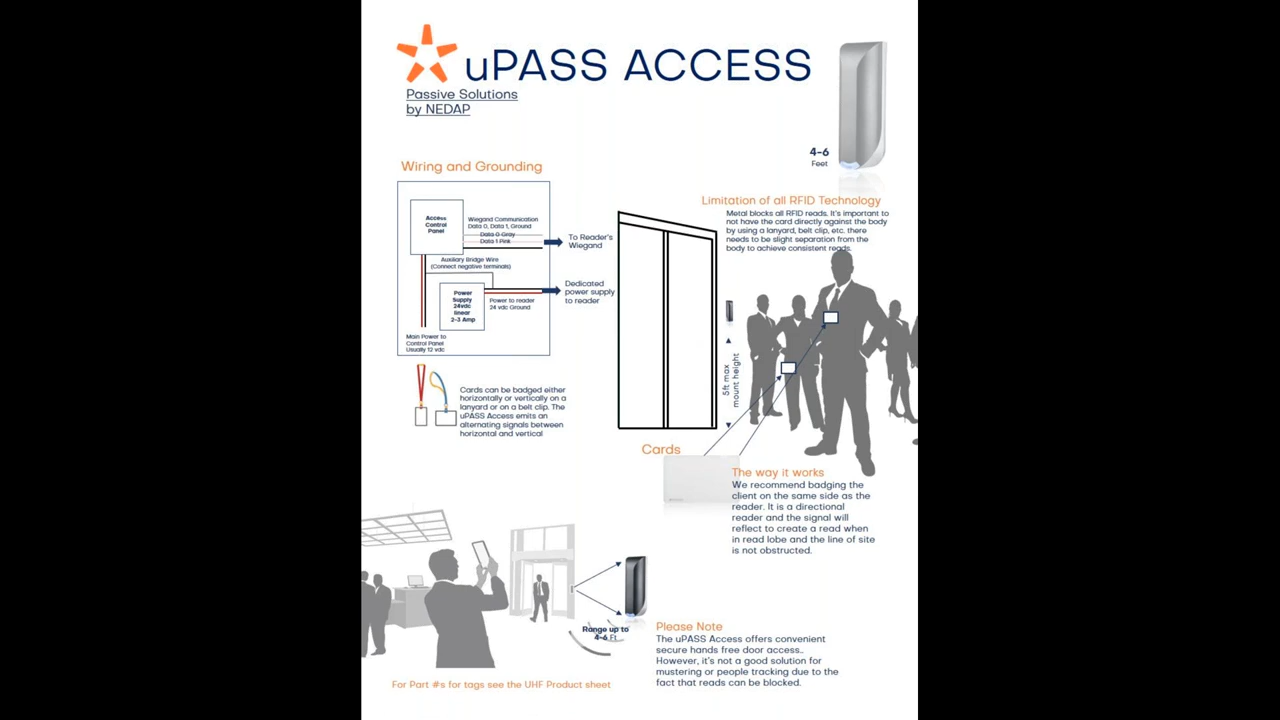 uPASS ACCESS
Passive Solutions
by NEDAP
4-6
Feet
Wiring and Grounding
Access
Control
Panel
Wiegand Communication
Data 0, Data 1, Ground
Data 0 Gray
Data 1 Pink
To Reader's
Wiegand
Auxiliary Bridge Wire
(Connect negative terminals)
Power
Supply
24vdc
linear
2-3 Amp
Power to reader
24 vdc Ground
Dedicated
power supply
to reader
Main Power to
Control Panel
Usually 12 vdc
Limitation of all RFID Technology
Metal blocks all RFID reads. It's important to
not have the card directly against the body
by using a lanyard, belt clip, etc. there
needs to be slight separation from the
body to achieve consistent reads.
5ft max
mount height
Cards can be badged either
horizontally or vertically on a
lanyard or on a belt clip. The
uPASS Access emits an
alternating signals between
horizontal and vertical
Cards
The way it works
We recommend badging the
client on the same side as the
reader. It is a directional
reader and the signal will
reflect to create a read when
in read lobe and the line of site
is not obstructed.
Range up to
4-6 Ft
Please Note
The uPASS Access offers convenient
secure hands free door access..
However, it's not a good solution for
mustering or people tracking due to the
fact that reads can be blocked.
For Part #s for tags see the UHF Product sheet